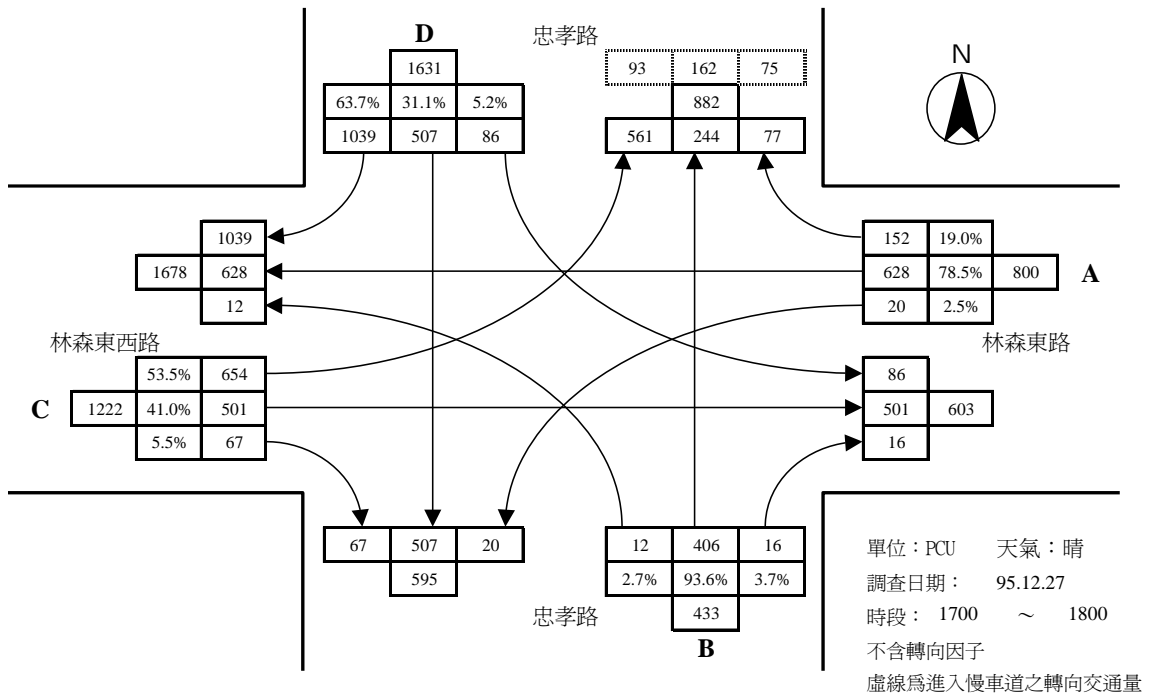 D
忠孝路
N
1631
93 162 75
63.7% 31.1% 5.2%
882
1039 507 86
561 244 77
1039
152 19.0%
1678 628
628 78.5% 800
A
12
20 2.5%
林森東西路
林森東路
53.5% 654
86
C
1222 41.0% 501
501 603
5.5% 67
16
67 507 20
12 406 16
595
2.7% 93.6% 3.7%
忠孝路
433
B
單位：PCU 天氣：晴
調查日期： 95.12.27
時段： 1700 ～ 1800
不含轉向因子
虛線爲進入慢車道之轉向交通量